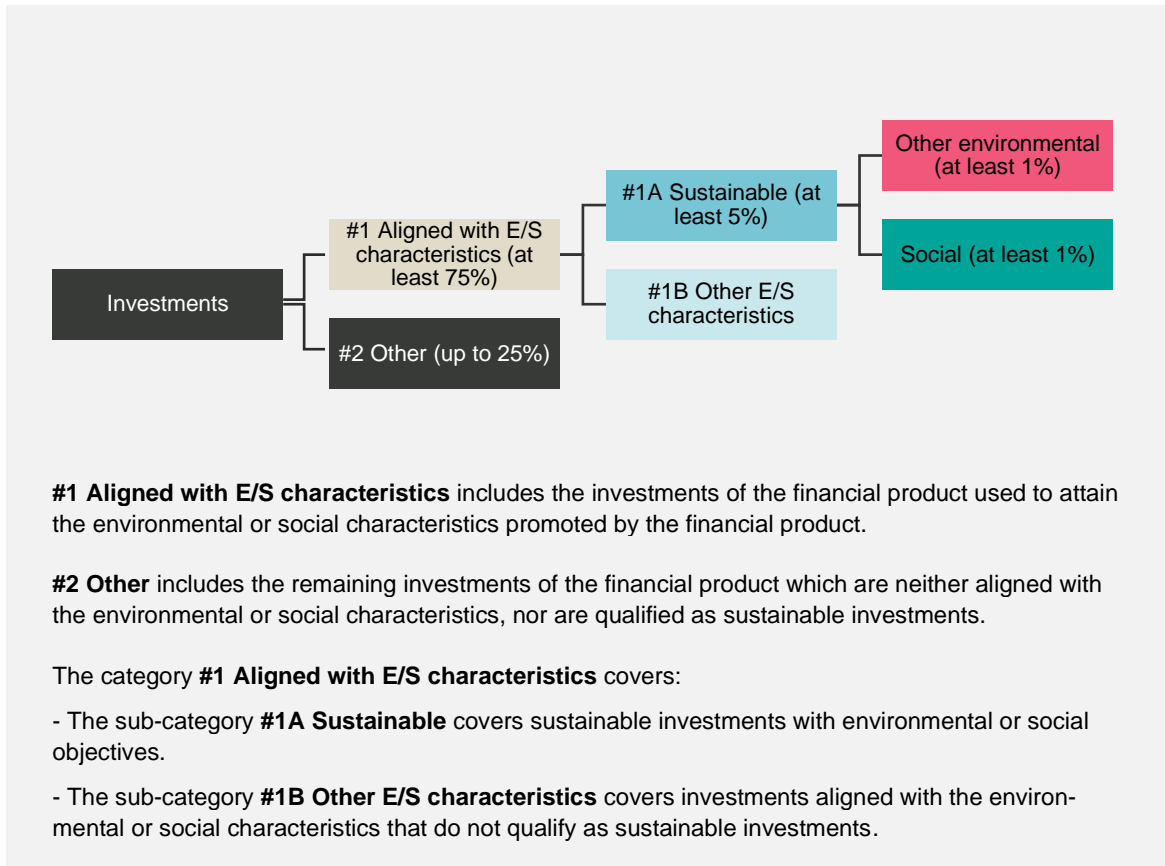 Other environmental
(at least 1%)
#1A Sustainable (at
least 5%)
#1 Aligned with E/S
characteristics (at
least 75%)
Social (at least 1%)
Investments
#1B Other E/S
characteristics
#2 Other (up to 25%)
#1 Aligned with E/S characteristics includes the investments of the financial product used to attain
the environmental or social characteristics promoted by the financial product.
#2 Other includes the remaining investments of the financial product which are neither aligned with
the environmental or social characteristics, nor are qualified as sustainable investments.
The category #1 Aligned with E/S characteristics covers:
- The sub-category #1A Sustainable covers sustainable investments with environmental or social
objectives.
- The sub-category #1B Other E/S characteristics covers investments aligned with the environ-
mental or social characteristics that do not qualify as sustainable investments.